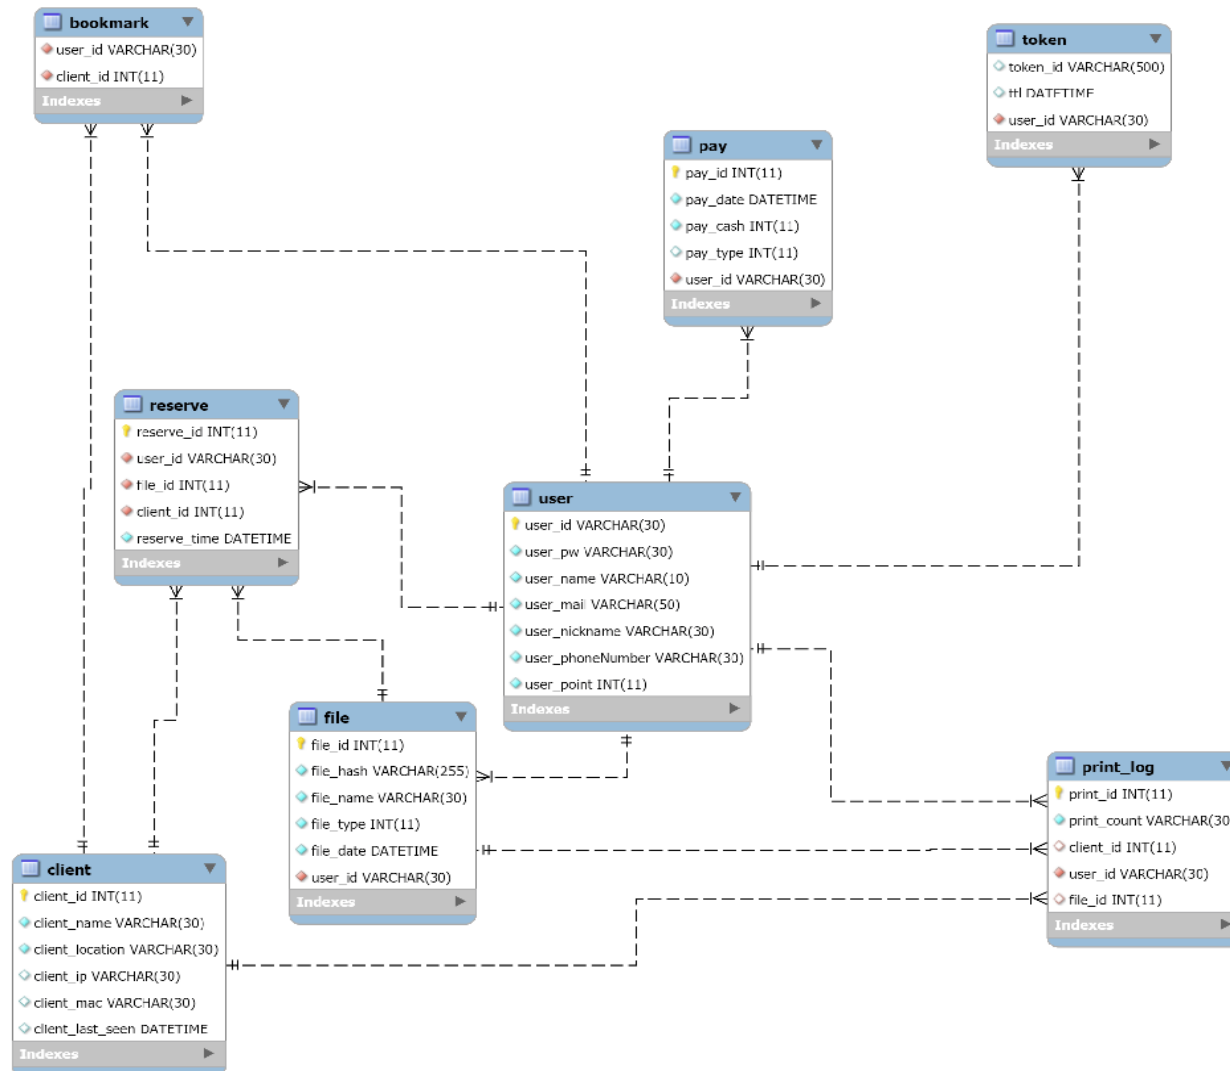 bookmark
user_id VARCHAR(30)
client_id INT(11)
Indexes
token
token_id VARCHAR(500)
ttl DATETIME
user_id VARCHAR(30)
Indexes
pay
pay_id INT(11)
pay_date DATETIME
pay_cash INT(11)
pay_type INT(11)
user_id VARCHAR(30)
Indexes
reserve
reserve_id INT(11)
user_id VARCHAR(30)
file_id INT(11)
client_id INT(11)
reserve_time DATETIME
Indexes
user
user_id VARCHAR(30)
user_pw VARCHAR(30)
user_name VARCHAR(10)
user_mail VARCHAR(50)
user_nickname VARCHAR(30)
user_phoneNumber VARCHAR(30)
user_point INT(11)
Indexes
file
file_id INT(11)
file_hash VARCHAR(255)
file_name VARCHAR(30)
file_type INT(11)
file_date DATETIME
user_id VARCHAR(30)
Indexes
print_log
print_id INT(11)
print_count VARCHAR(30
client_id INT(11)
user_id VARCHAR(30)
file_id INT(11)
Indexes
client
client_id INT(11)
client_name VARCHAR(30)
client_location VARCHAR(30)
client_ip VARCHAR(30)
client_mac VARCHAR(30)
client_last_seen DATETIME
Indexes